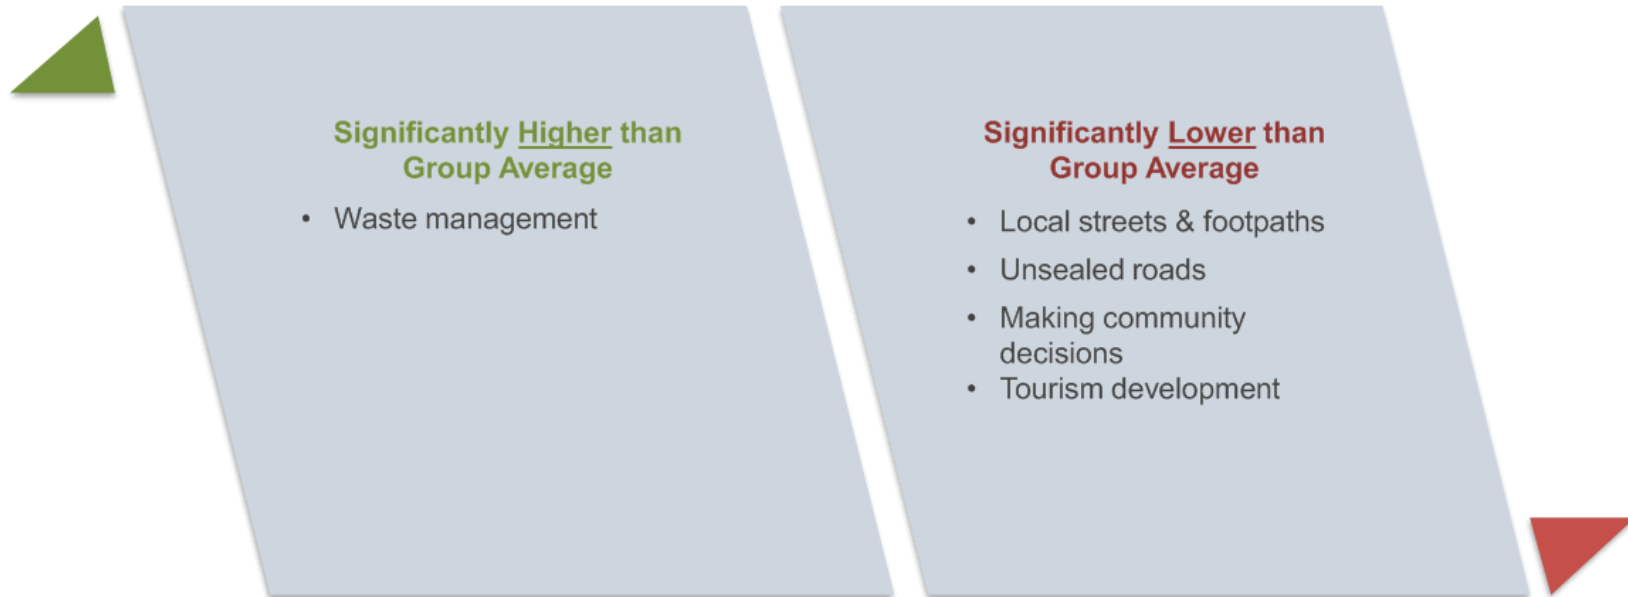 Significantly Higher than
Group Average
• Waste management
Significantly Lower than
Group Average
• Local streets & footpaths
• Unsealed roads
• Making community
decisions
• Tourism development